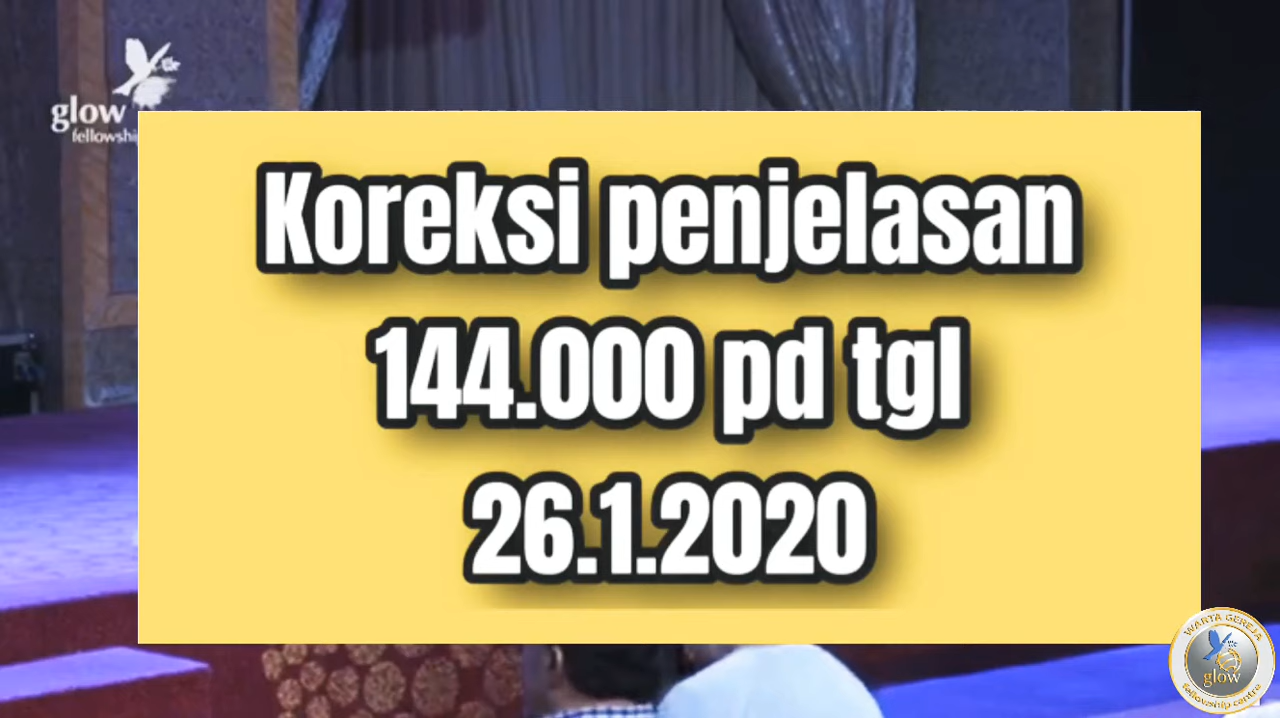 glow
fellowship
Koreksi penjelasan
144.000 pd tgl
26.1.2020
WARTA GEREJA
glow
fellowship centre